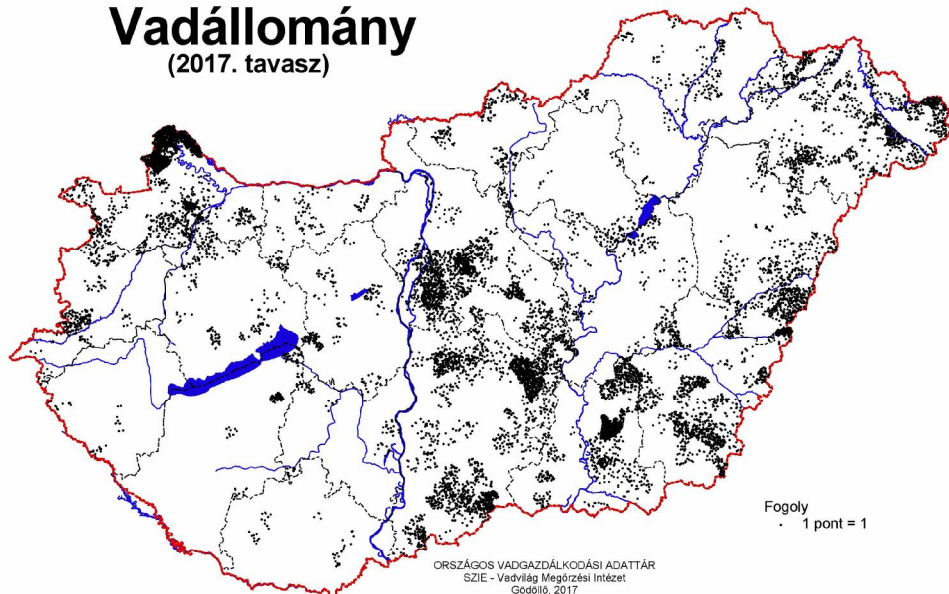 Vadállomány
(2017. tavasz)
Fogoly
1 pont = 1
ORSZÁGOS VADGAZDÁLKODÁSI ADATTÁR
SZIE - Vadvilág Megőrzési Intézet
Gödöllő, 2017